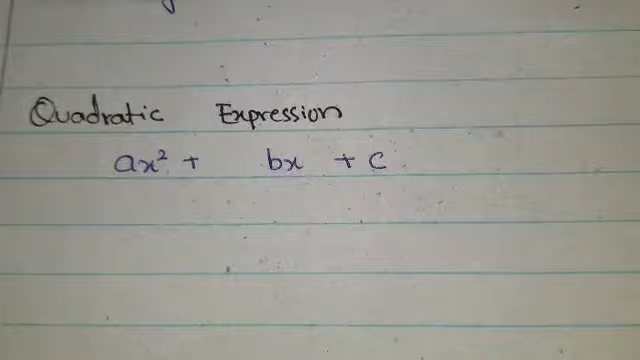 Quadratic Expression
ax² + bx + c